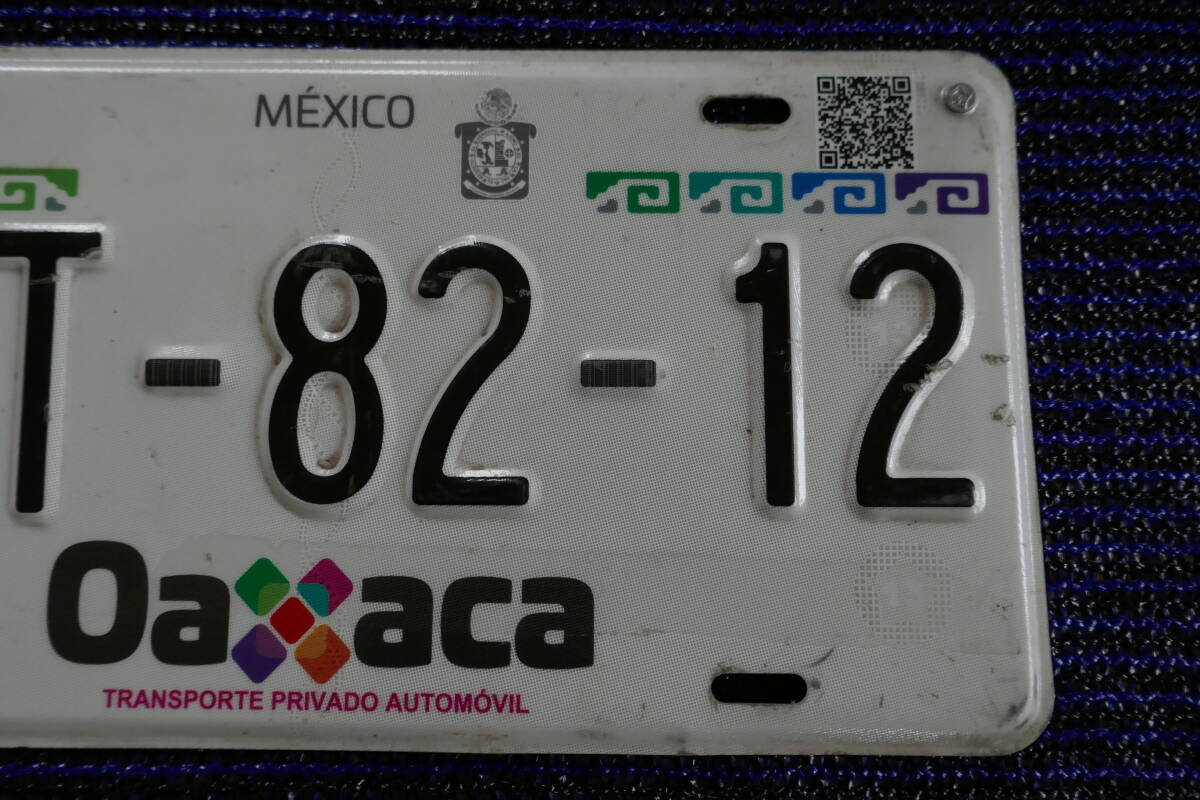 MÉXICO
T-82-12
Oaxaca
TRANSPORTE PRIVADO AUTOMÓVIL